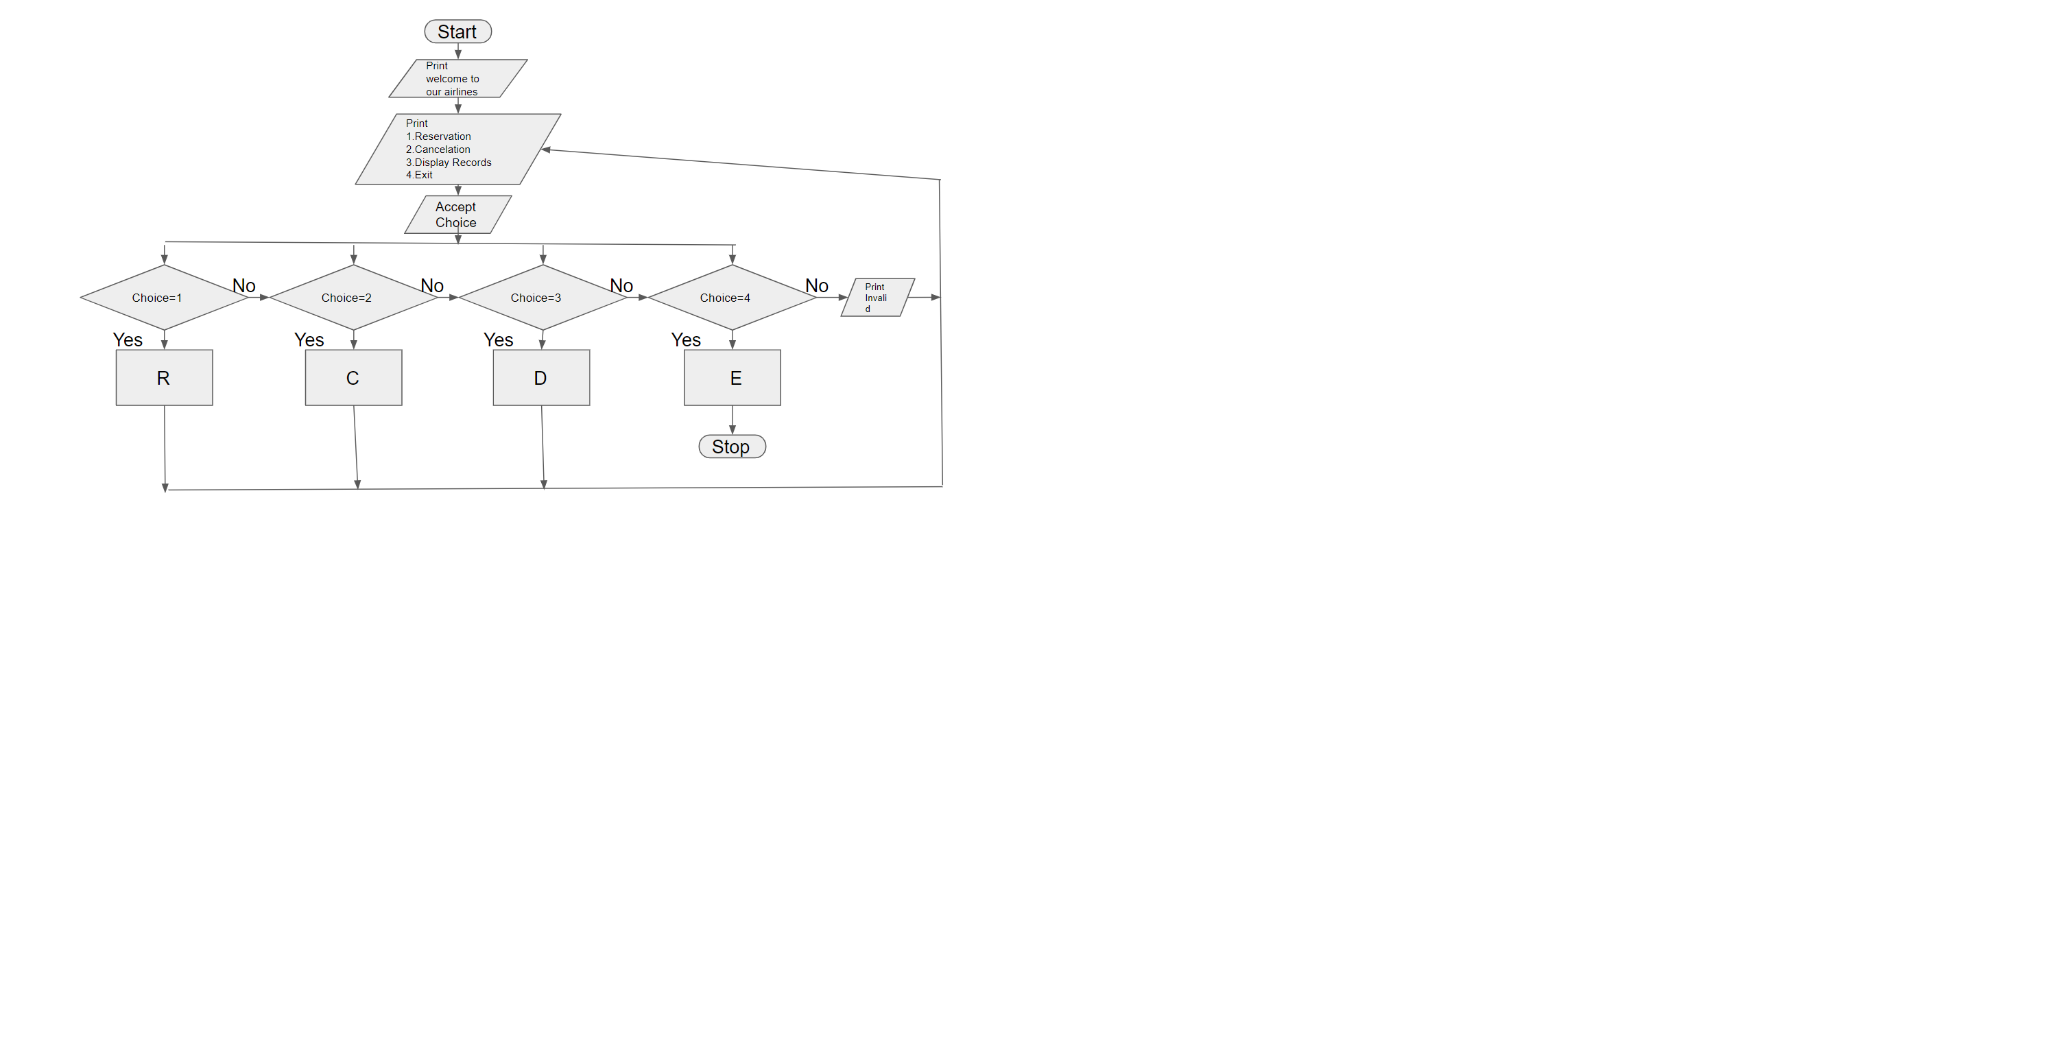 Start
Print
welcome to
our airlines
Print
1.Reservation
2.Cancelation
3.Display Records
4.Exit
Accept
Choice
Choice=1
No
Choice=2
No
Choice=3
No
Choice=4
No
Print
Invali
d
Yes
Yes
Yes
Yes
R
C
D
E
Stop